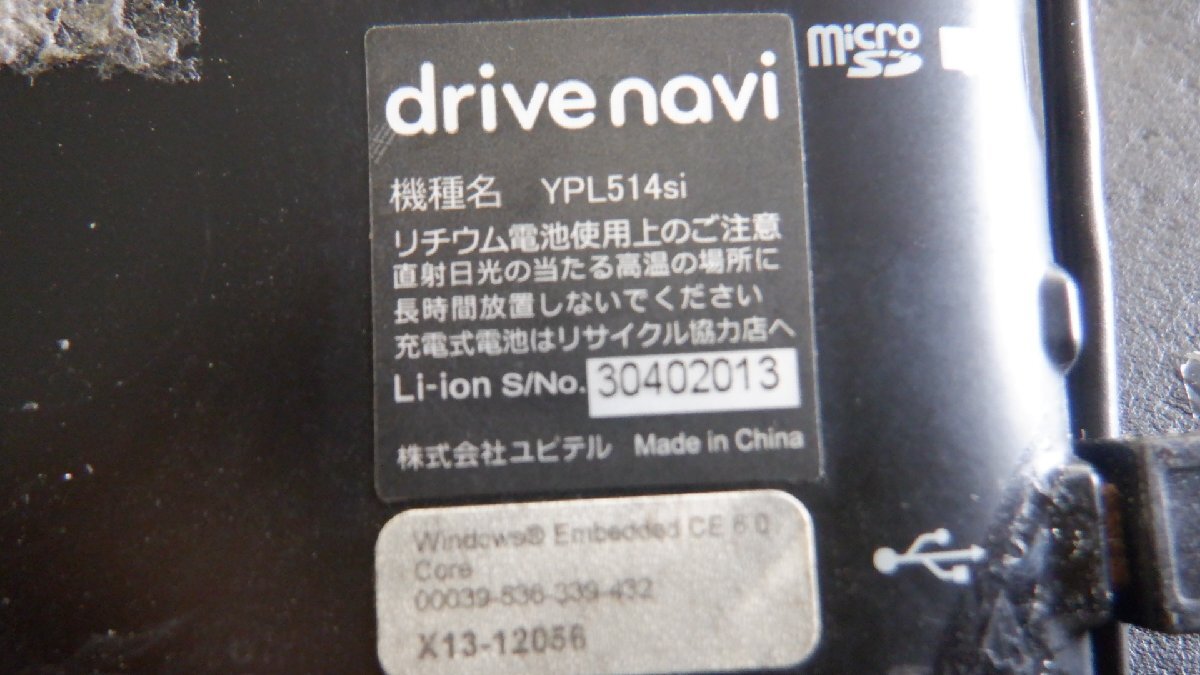 micro
SD
drive navi
機種名 YPL514si
リチウム電池使用上のご注意
直射日光の当たる高温の場所に
長時間放置しないでください
充電式電池はリサイクル協力店へ
Li-ion S/No. 30402013
株式会社ユピテル Made in China
Windows® Embedded CE 6.0
Core
00039-836-339-432
X13-12056